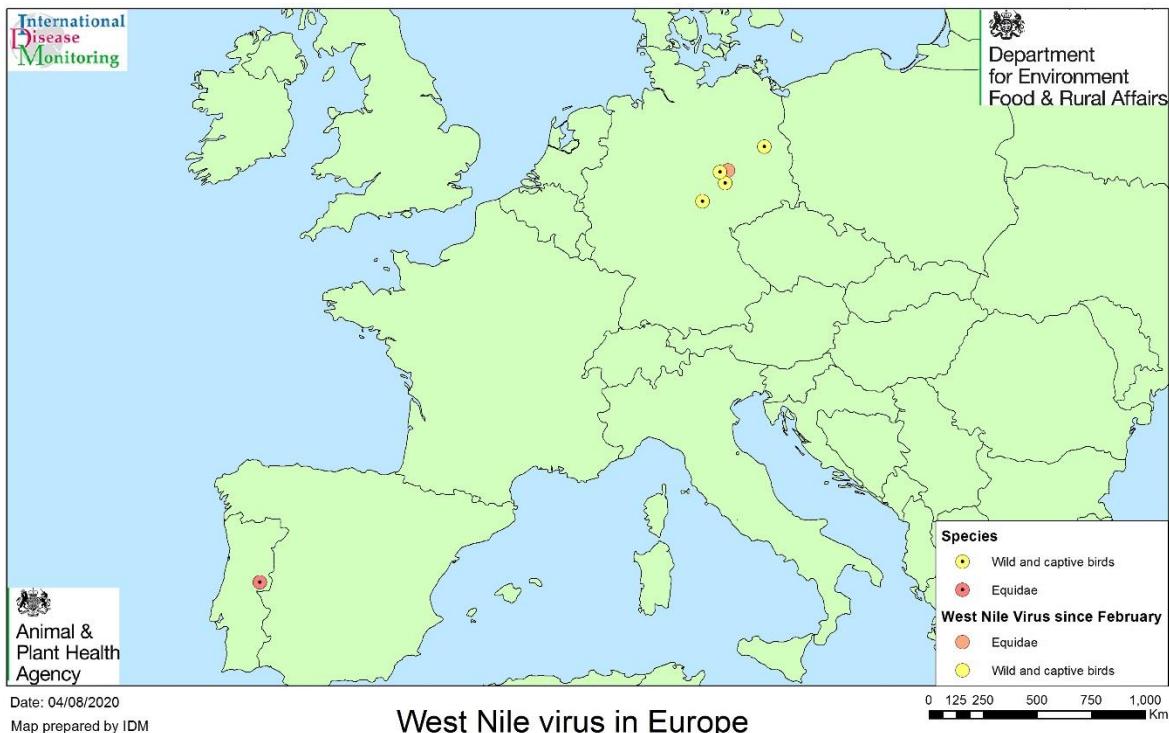 International
Disease
Monitoring
Department
for Environment
Food & Rural Affairs
Species
Wild and captive birds
Equidae
West Nile Virus since February
Equidae
Wild and captive birds
Animal &
Plant Health
Agency
Date: 04/08/2020
Map prepared by IDM
West Nile virus in Europe
0 125 250 500 750 1,000
Km